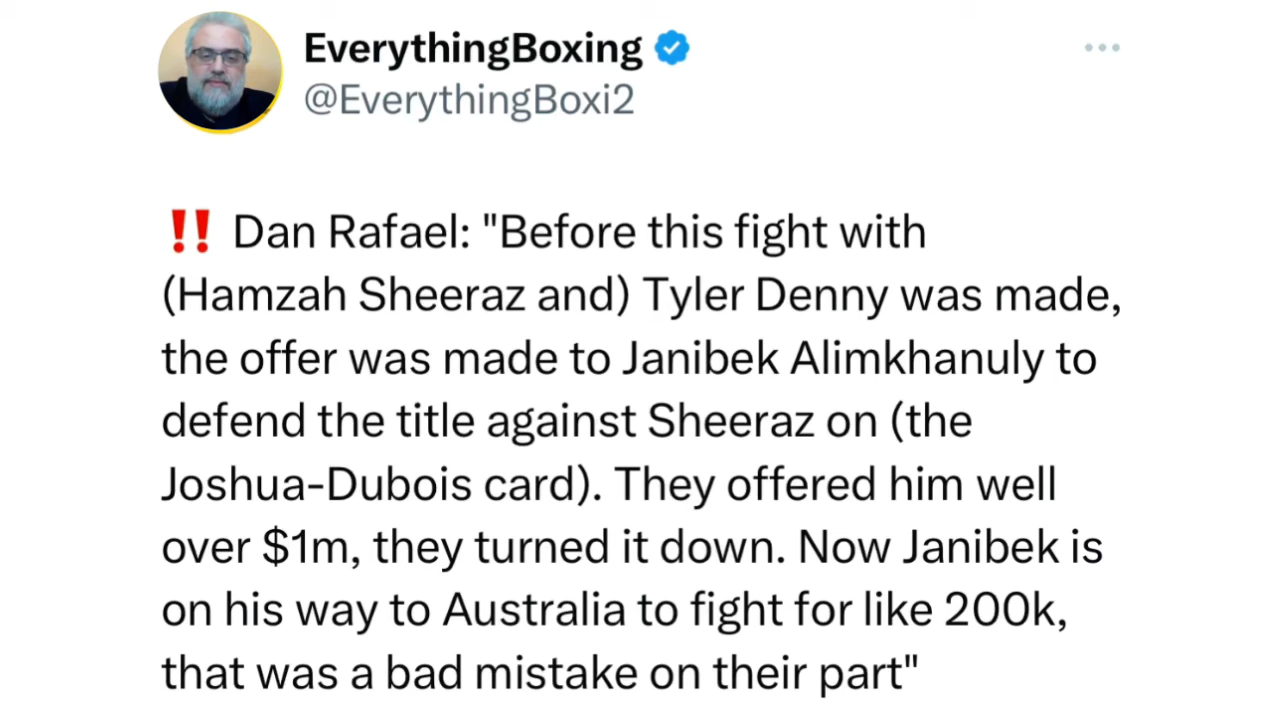 EverythingBoxing
@EverythingBoxi2
‼️ Dan Rafael: "Before this fight with
(Hamzah Sheeraz and) Tyler Denny was made,
the offer was made to Janibek Alimkhanuly to
defend the title against Sheeraz on (the
Joshua-Dubois card). They offered him well
over $1m, they turned it down. Now Janibek is
on his way to Australia to fight for like 200k,
that was a bad mistake on their part"